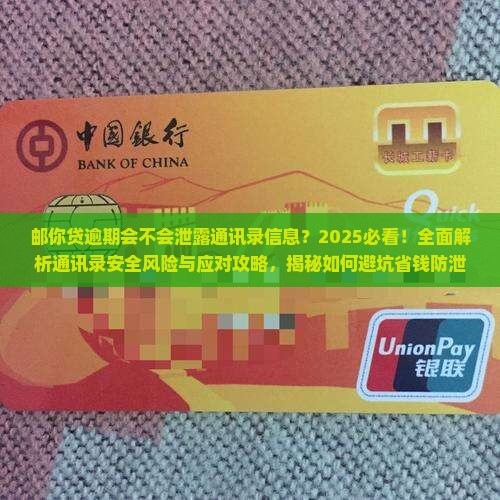 中国銀行
BANK OF CHINA
长城工薪卡
Quick
邮你贷逾期会不会泄露通讯录信息？2025必看！全面解
析通讯录安全风险与应对攻略，揭秘如何避坑省钱防泄
UnionPay
银联